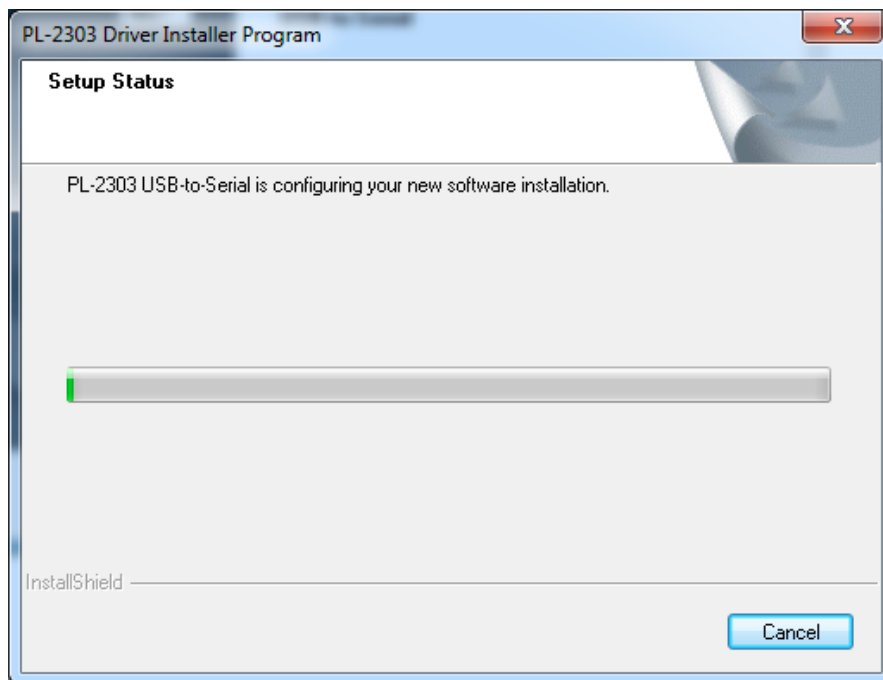 PL-2303 Driver Installer Program
Setup Status
PL-2303 USB-to-Serial is configuring your new software installation.
InstallShield
Cancel